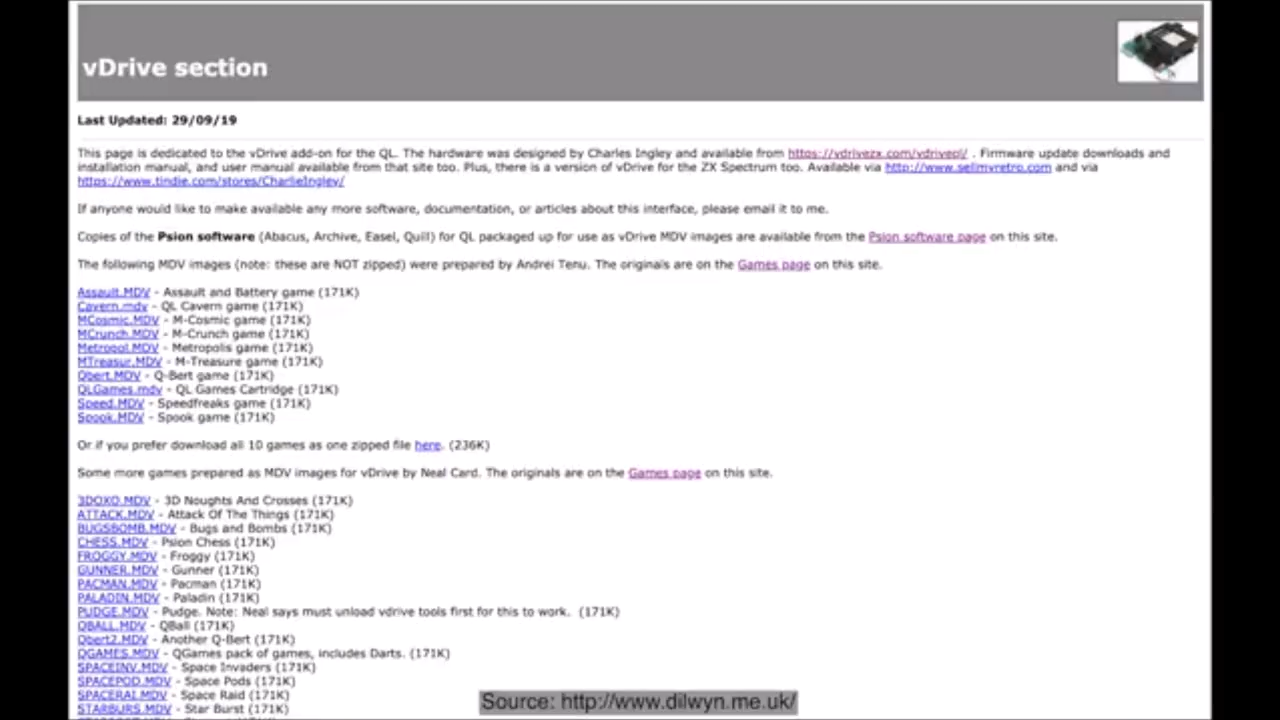 vDrive section
Last Updated: 29/09/19
This page is dedicated to the vDrive add-on for the QL. The hardware was designed by Charles Ingley and available from https://vdrivezx.com/vdriveql/ . Firmware update downloads and
installation manual, and user manual available from that site too. Plus, there is a version of vDrive for the ZX Spectrum too. Available via http://www.sellmyretro.com and via
https://www.tindie.com/stores/CharlieIngley/
If anyone would like to make available any more software, documentation, or articles about this interface, please email it to me.
Copies of the Psion software (Abacus, Archive, Easel, Quill) for QL packaged up for use as vDrive MDV images are available from the Psion software page on this site.
The following MDV images (note: these are NOT zipped) were prepared by Andrei Tenu. The originals are on the Games page on this site.
Assault.MDV - Assault and Battery game (171K)
Cavern.mdv - QL Cavern game (171K)
MCosmic.MDV - M-Cosmic game (171K)
MCrunch.MDV - M-Crunch game (171K)
Metropol.MDV - Metropolis game (171K)
MTreasur.MDV - M-Treasure game (171K)
Qbert.MDV - Q-Bert game (171K)
QLGames.mdv - QL Games Cartridge (171K)
Speed.MDV - Speedfreaks game (171K)
Spook.MDV - Spook game (171K)
Or if you prefer download all 10 games as one zipped file here. (236K)
Some more games prepared as MDV images for vDrive by Neal Card. The originals are on the Games page on this site.
3DOXO.MDV - 3D Noughts And Crosses (171K)
ATTACK.MDV - Attack Of The Things (171K)
BUGSBOMB.MDV - Bugs and Bombs (171K)
CHESS.MDV - Psion Chess (171K)
FROGGY.MDV - Froggy (171K)
GUNNER.MDV - Gunner (171K)
PACMAN.MDV - Pacman (171K)
PALADIN.MDV - Paladin (171K)
PUDGE.MDV - Pudge. Note: Neal says must unload vdrive tools first for this to work. (171K)
QBALL.MDV - QBall (171K)
Qbert2.MDV - Another Q-Bert (171K)
QGAMES.MDV - QGames pack of games, includes Darts. (171K)
SPACEINV.MDV - Space Invaders (171K)
SPACEPOD.MDV - Space Pods (171K)
SPACERAI.MDV - Space Raid (171K)
STARBURS.MDV - Star Burst (171K)
Source: http://www.dilwyn.me.uk/